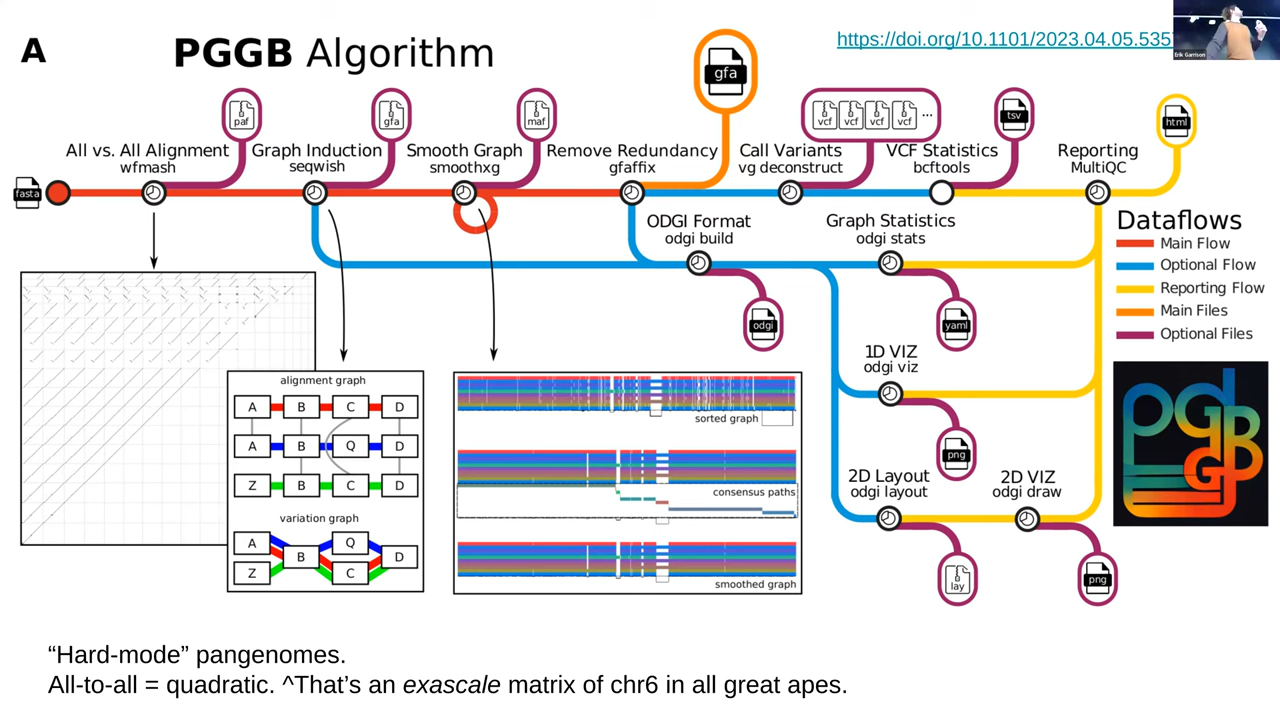 A
PGGB Algorithm
https://doi.org/10.1101/2023.04.05.535
Erik Garrison
fasta
paf
gfa
maf
gfa
vcf vcf vcf vcf ...
tsv
html
All vs. All Alignment
wfmash
Graph Induction
seqwish
Smooth Graph
smoothxg
Remove Redundancy
gfaffix
Call Variants
vg deconstruct
VCF Statistics
bcftools
Reporting
MultiQC
ODGI Format
odgi build
Graph Statistics
odgi stats
odgi
yaml
1D VIZ
odgi viz
png
2D Layout
odgi layout
2D VIZ
odgi draw
lay
png
Dataflows
Main Flow
Optional Flow
Reporting Flow
Main Files
Optional Files
pgGB
alignment graph
A B C D
A B Q D
Z B C D
variation graph
A Q
B D
Z C
sorted graph
consensus paths
smoothed graph
“Hard-mode” pangenomes.
All-to-all = quadratic. ^That’s an exascale matrix of chr6 in all great apes.